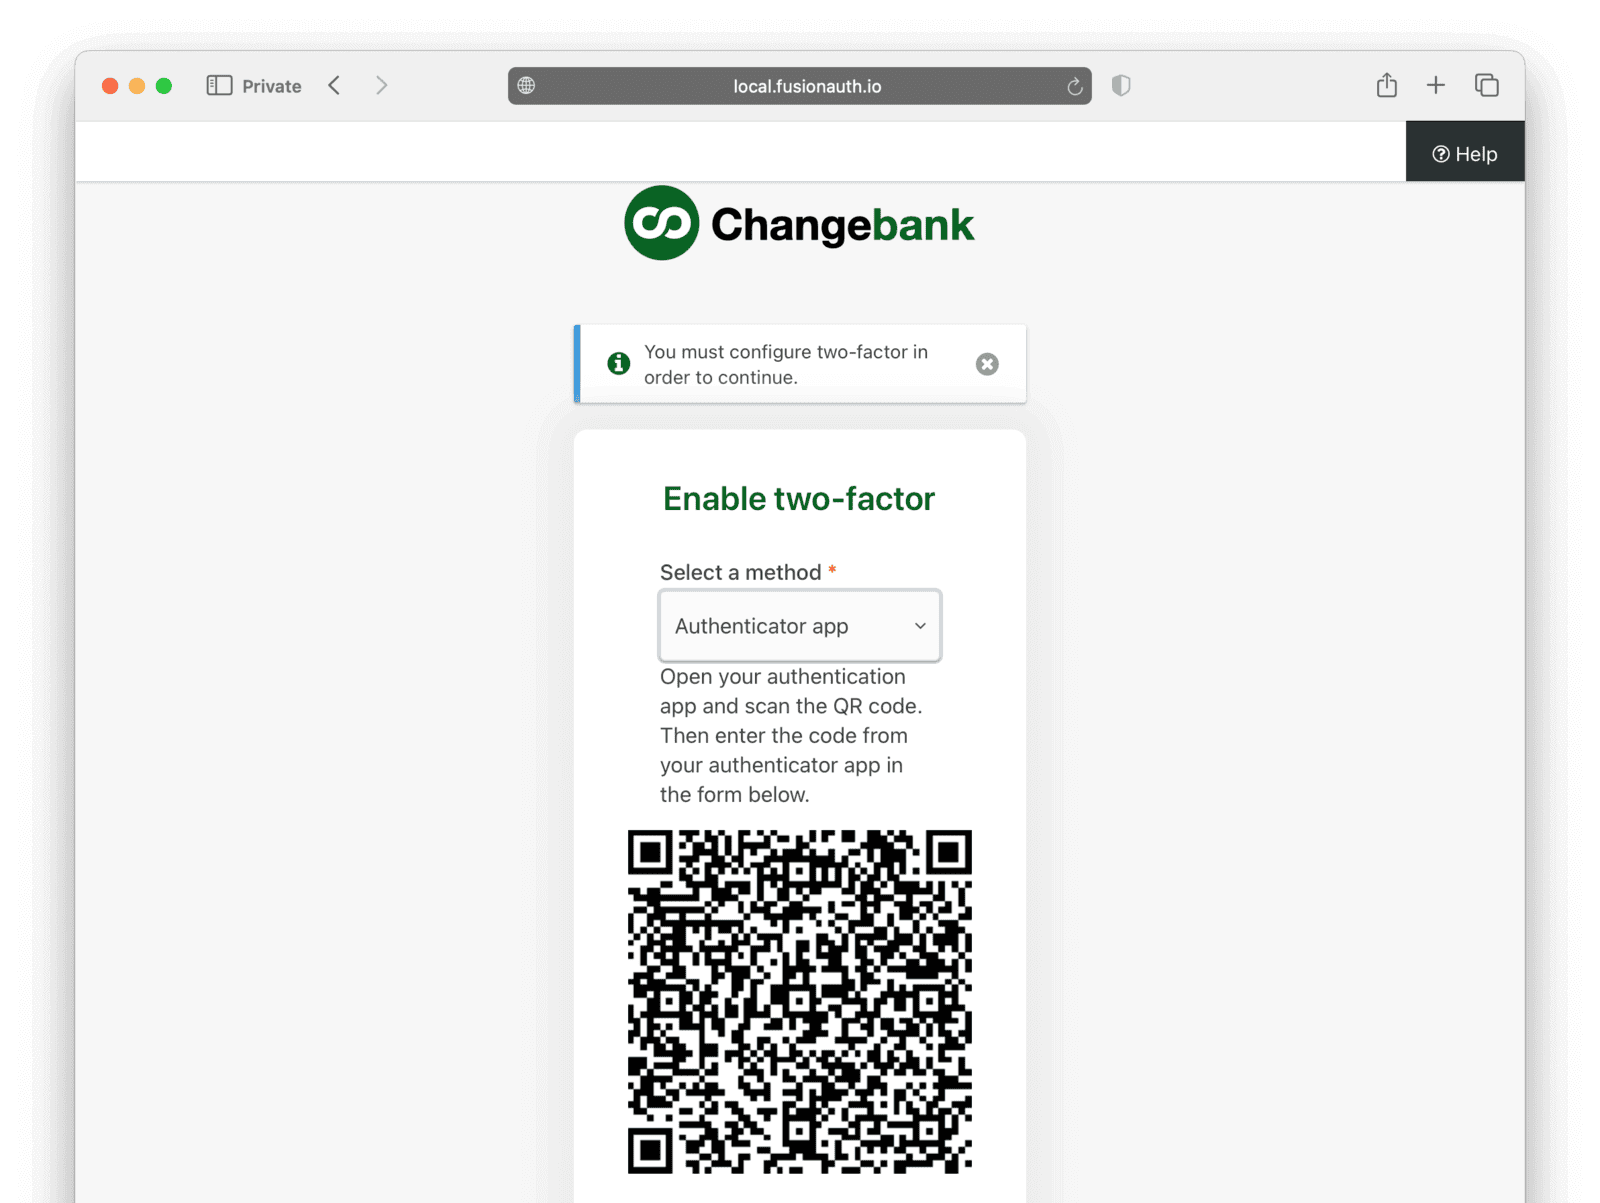 Private
local.fusionauth.io
Help
Changebank
You must configure two-factor in
order to continue.
Enable two-factor
Select a method *
Authenticator app
Open your authentication
app and scan the QR code.
Then enter the code from
your authenticator app in
the form below.